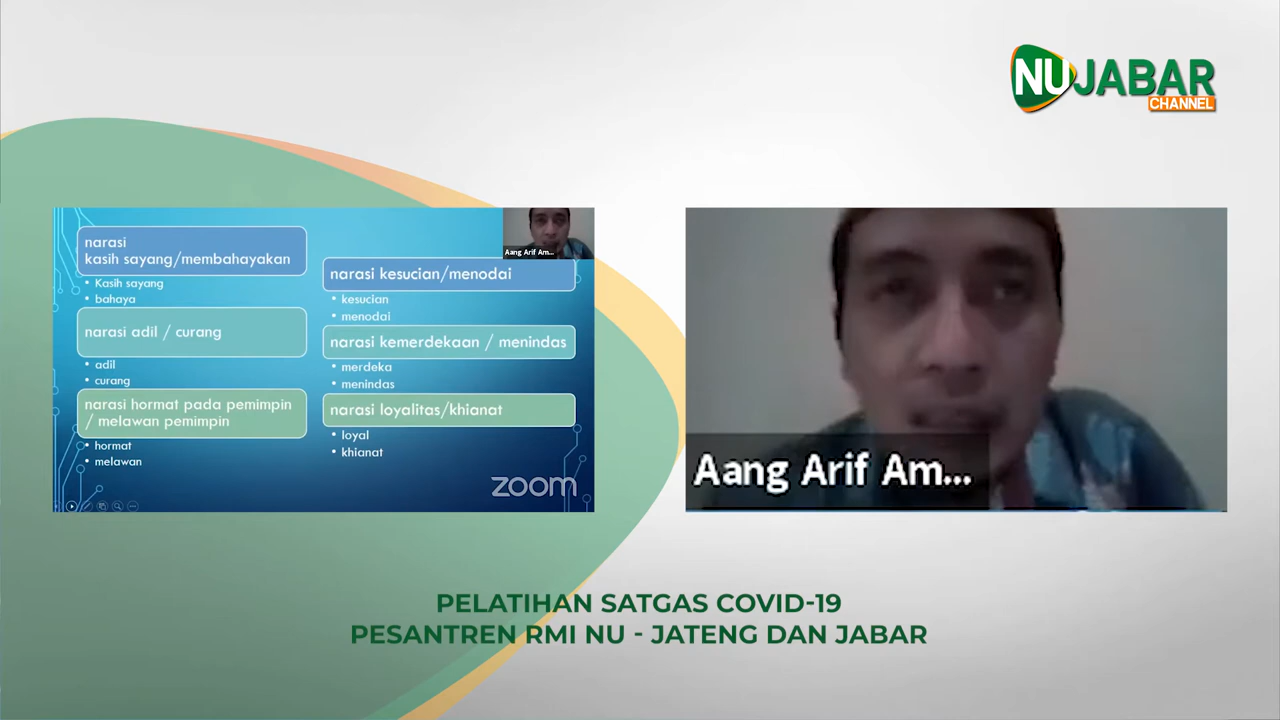 NU JABAR
CHANNEL
narasi
kasih sayang/membahayakan
• Kasih sayang
• bahaya
narasi adil / curang
• adil
• curang
narasi hormat pada pemimpin
/ melawan pemimpin
• hormat
• melawan
Aang Arif Am...
narasi kesucian/menodai
• kesucian
• menodai
narasi kemerdekaan / menindas
• merdeka
• menindas
narasi loyalitas/khianat
• loyal
• khianat
zoom
Aang Arif Am...
PELATIHAN SATGAS COVID-19
PESANTREN RMI NU - JATENG DAN JABAR